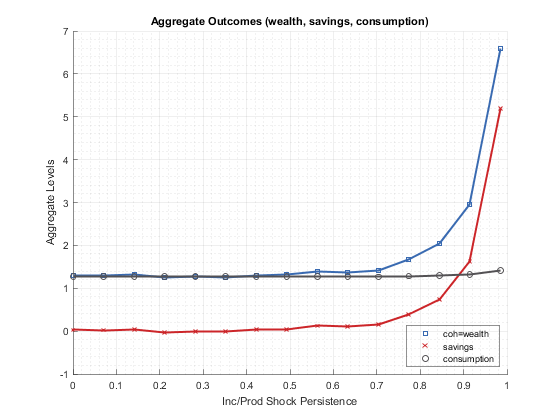 Aggregate Outcomes (wealth, savings, consumption)
Aggregate Levels
7
6
5
4
3
2
1
0
-1
0 0.1 0.2 0.3 0.4 0.5 0.6 0.7 0.8 0.9 1
Inc/Prod Shock Persistence
coh=wealth
savings
consumption